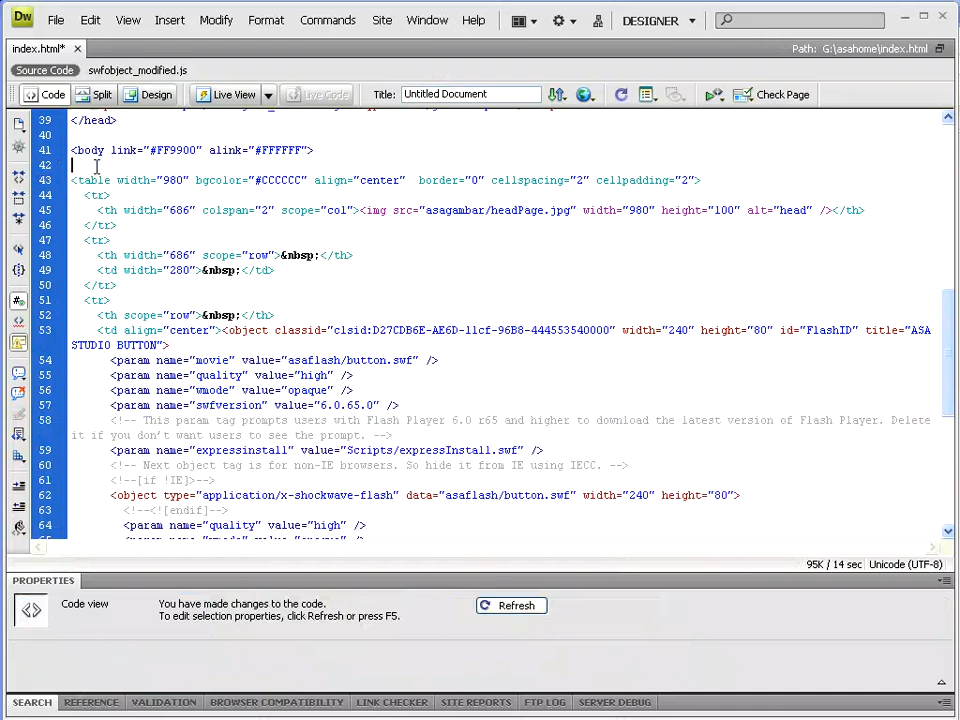 Dw File Edit View Insert Modify Format Commands Site Window Help DESIGNER
index.html* Path: G:\asahome\index.html
Source Code swfobject_modified.js
Code Split Design Live View Live Code Title: Untitled Document Check Page
39 </head>
40
41 <body link="#FF9900" alink="#FFFFFF">
42
43 <table width="980" bgcolor="#CCCCCC" align="center"  border="0" cellspacing="2" cellpadding="2">
44 <tr>
45 <th width="686" colspan="2" scope="col"><img src="asagambar/headPage.jpg" width="980" height="100" alt="head" /></th>
46 </tr>
47 <tr>
48 <th width="686" scope="row">&nbsp;</th>
49 <td width="280">&nbsp;</td>
50 </tr>
51 <tr>
52 <th scope="row">&nbsp;</th>
53 <td align="center"><object classid="clsid:D27CDB6E-AE6D-11cf-96B8-444553540000" width="240" height="80" id="FlashID" title="ASA
STUDIO BUTTON">
54 <param name="movie" value="asaflash/button.swf" />
55 <param name="quality" value="high" />
56 <param name="wmode" value="opaque" />
57 <param name="swfversion" value="6.0.65.0" />
58 <!-- This param tag prompts users with Flash Player 6.0 r65 and higher to download the latest version of Flash Player. Delete
it if you don't want users to see the prompt. -->
59 <param name="expressinstall" value="Scripts/expressInstall.swf" />
60 <!-- Next object tag is for non-IE browsers. So hide it from IE using IECC. -->
61 <!--[if !IE]>-->
62 <object type="application/x-shockwave-flash" data="asaflash/button.swf" width="240" height="80">
63 <!--<![endif]-->
64 <param name="quality" value="high" />
95K / 14 sec Unicode (UTF-8)
PROPERTIES
Code view You have made changes to the code. Refresh
To edit selection properties, click Refresh or press F5.
SEARCH REFERENCE VALIDATION BROWSER COMPATIBILITY LINK CHECKER SITE REPORTS FTP LOG SERVER DEBUG